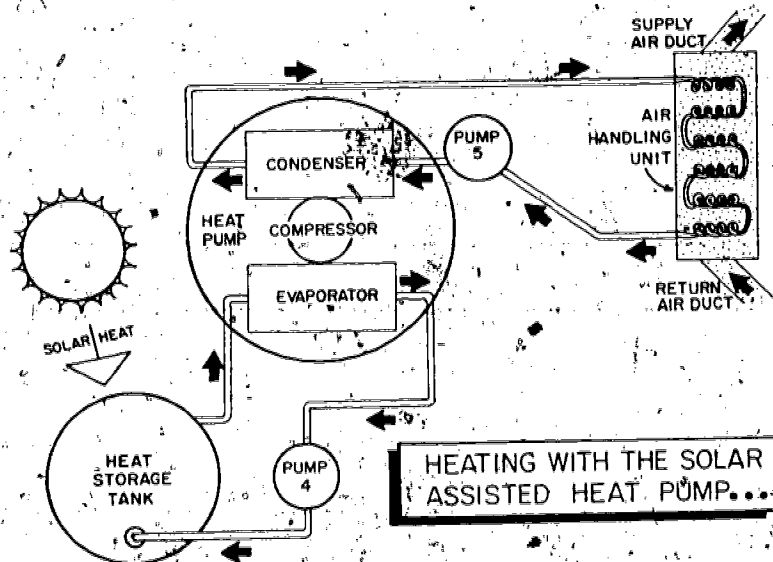 SUPPLY
AIR DUCT
AIR
HANDLING
UNIT
PUMP
5
CONDENSER
HEAT
PUMP
COMPRESSOR
EVAPORATOR
RETURN
AIR DUCT
SOLAR HEAT
HEAT
STORAGE
TANK
PUMP
4
HEATING WITH THE SOLAR
ASSISTED HEAT PUMP....